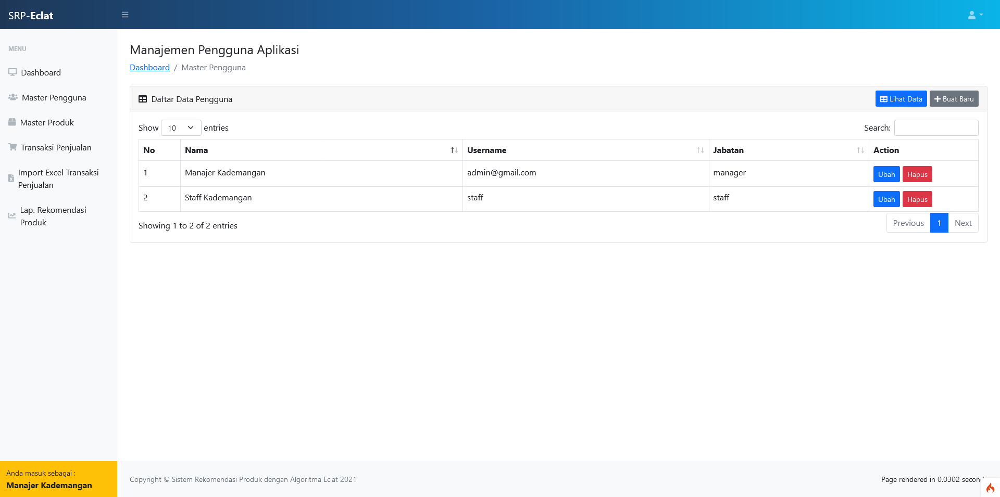 SRP-Eclat
MENU
Dashboard
Master Pengguna
Master Produk
Transaksi Penjualan
Import Excel Transaksi
Penjualan
Lap. Rekomendasi
Produk
Anda masuk sebagai :
Manajer Kademangan
Manajemen Pengguna Aplikasi
Dashboard / Master Pengguna
Daftar Data Pengguna
Lihat Data
Buat Baru
Show 10 entries
Search:
No Nama Username Jabatan Action
1 Manajer Kademangan admin@gmail.com manager Ubah Hapus
2 Staff Kademangan staff staff Ubah Hapus
Showing 1 to 2 of 2 entries
Previous 1 Next
Copyright © Sistem Rekomendasi Produk dengan Algoritma Eclat 2021
Page rendered in 0.0302